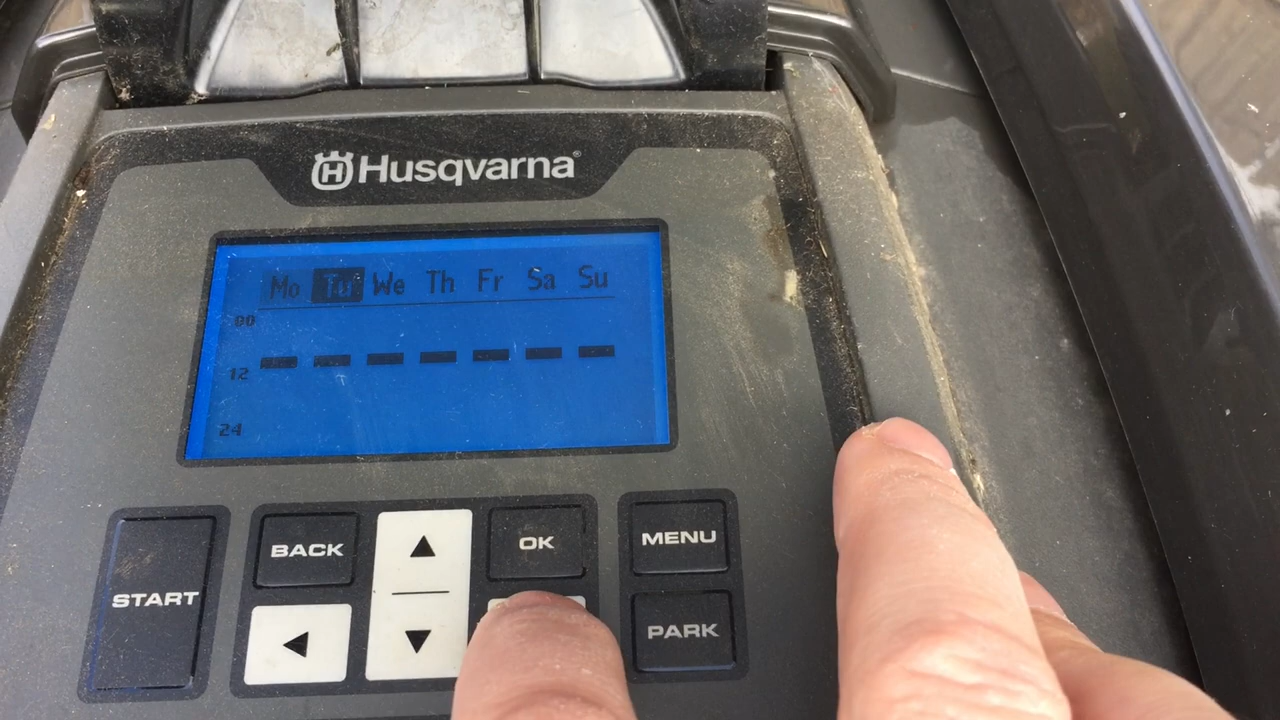 Husqvarna
Mo Tu We Th Fr Sa Su
00
12
24
BACK OK MENU
START
PARK